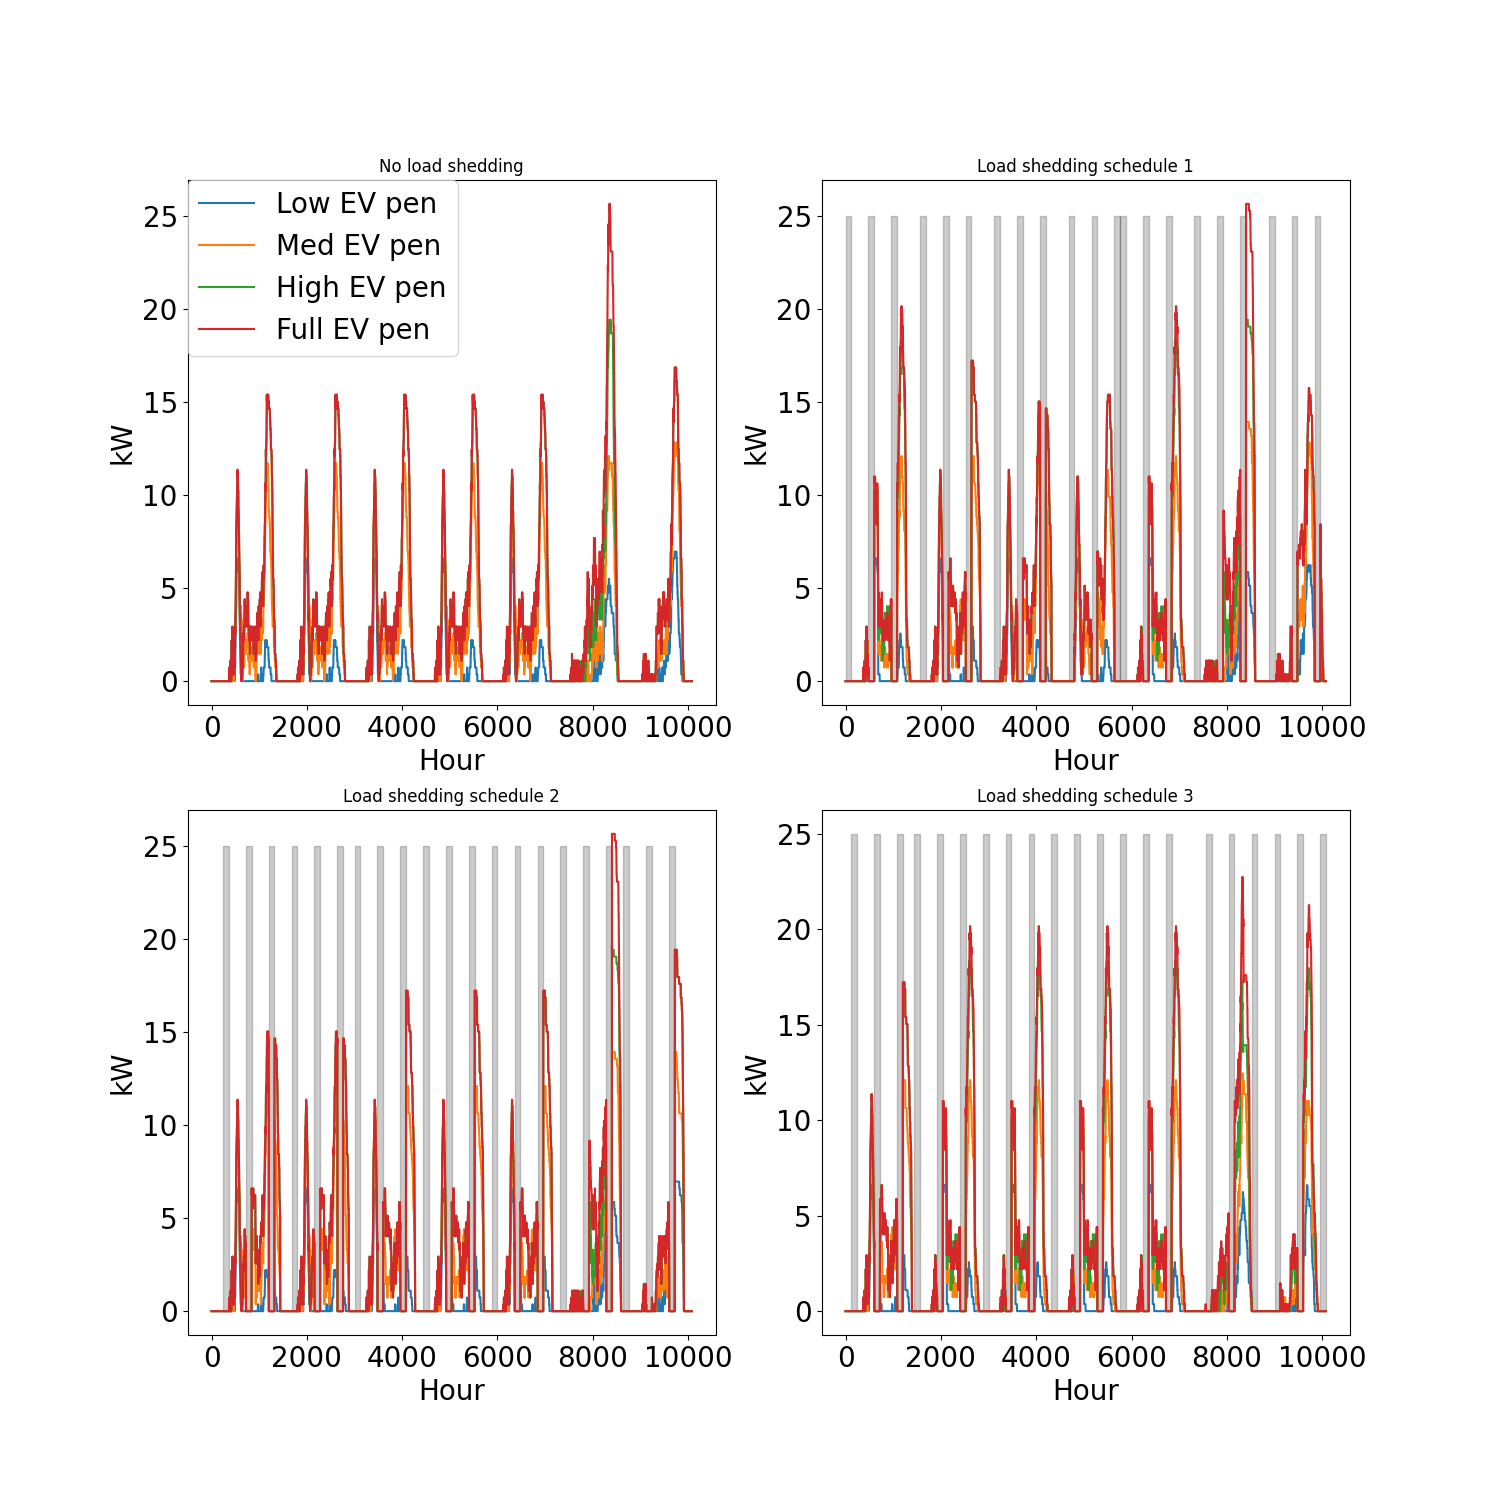 No load shedding
Low EV pen
Med EV pen
High EV pen
Full EV pen
kW
25
20
15
10
5
0
0 2000 4000 6000 8000 10000
Hour
Load shedding schedule 1
kW
25
20
15
10
5
0
0 2000 4000 6000 8000 10000
Hour
Load shedding schedule 2
kW
25
20
15
10
5
0
0 2000 4000 6000 8000 10000
Hour
Load shedding schedule 3
kW
25
20
15
10
5
0
0 2000 4000 6000 8000 10000
Hour